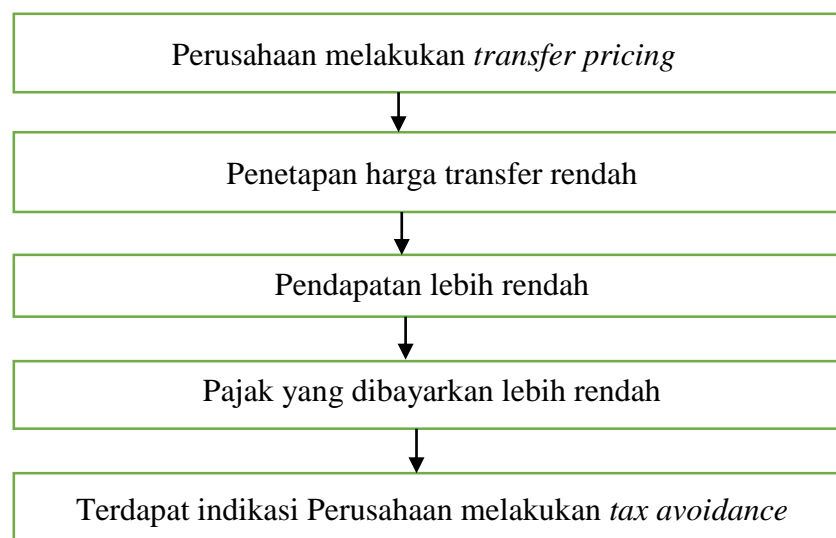 Perusahaan melakukan transfer pricing
Penetapan harga transfer rendah
Pendapatan lebih rendah
Pajak yang dibayarkan lebih rendah
Terdapat indikasi Perusahaan melakukan tax avoidance